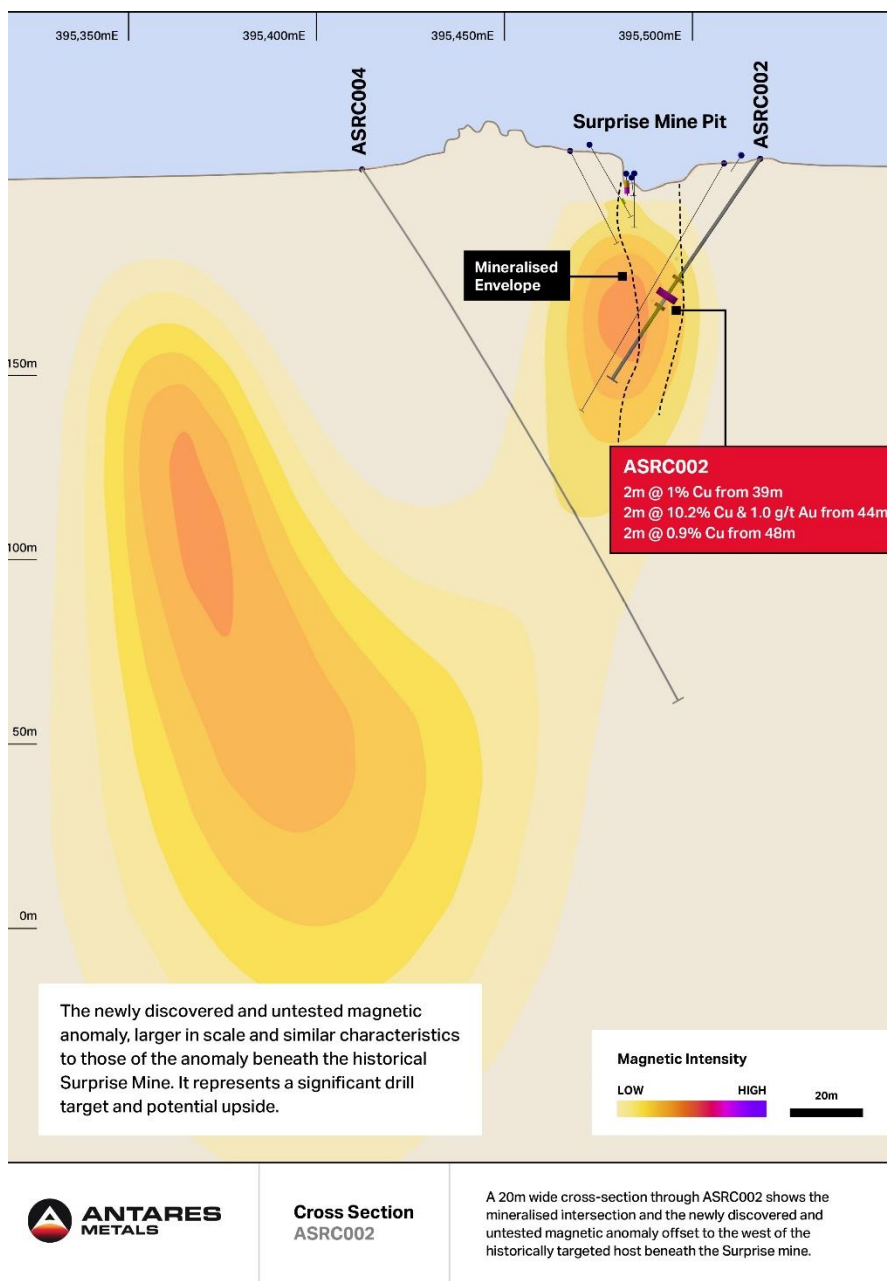 395,350mE
395,400mE
395,450mE
395,500mE
ASRC004
ASRC002
Surprise Mine Pit
Mineralised
Envelope
150m
ASRC002
2m @ 1% Cu from 39m
2m @ 10.2% Cu & 1.0 g/t Au from 44m
2m @ 0.9% Cu from 48m
100m
50m
0m
The newly discovered and untested magnetic
anomaly, larger in scale and similar characteristics
to those of the anomaly beneath the historical
Surprise Mine. It represents a significant drill
target and potential upside.
Magnetic Intensity
LOW
HIGH
20m
ANTARES
METALS
Cross Section
ASRC002
A 20m wide cross-section through ASRC002 shows the
mineralised intersection and the newly discovered and
untested magnetic anomaly offset to the west of the
historically targeted host beneath the Surprise mine.